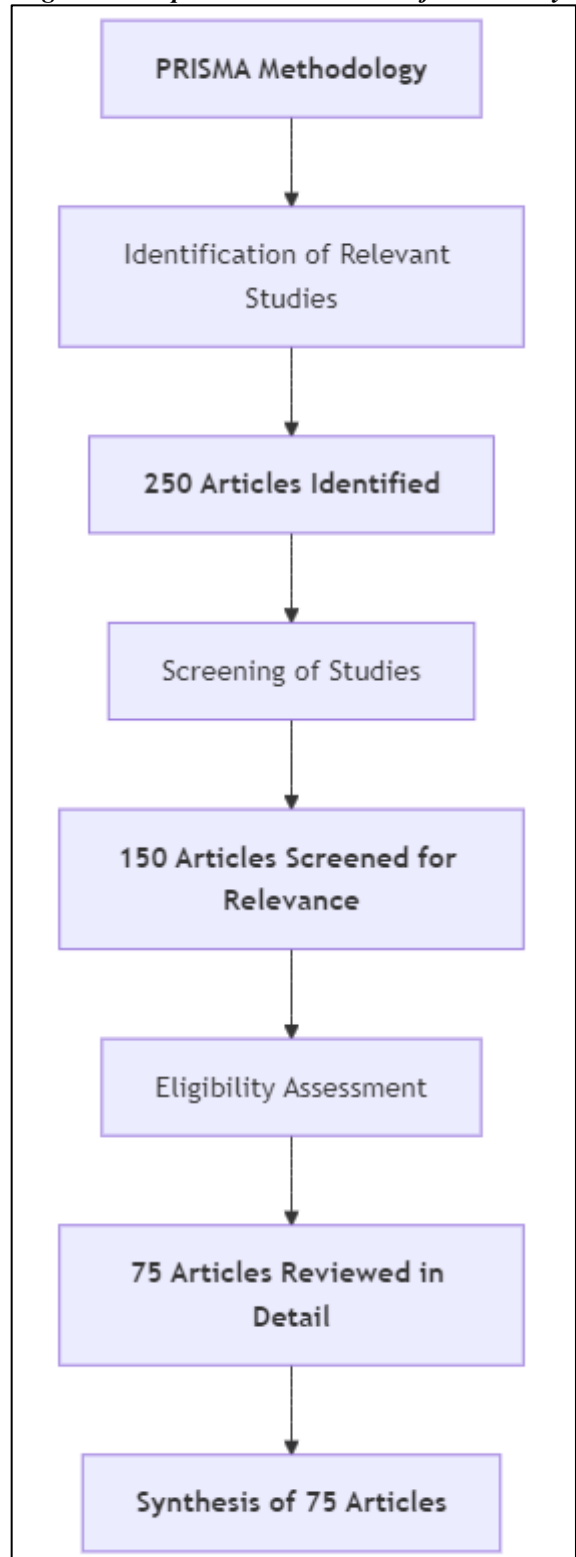 PRISMA Methodology
Identification of Relevant
Studies
250 Articles Identified
Screening of Studies
150 Articles Screened for
Relevance
Eligibility Assessment
75 Articles Reviewed in
Detail
Synthesis of 75 Articles